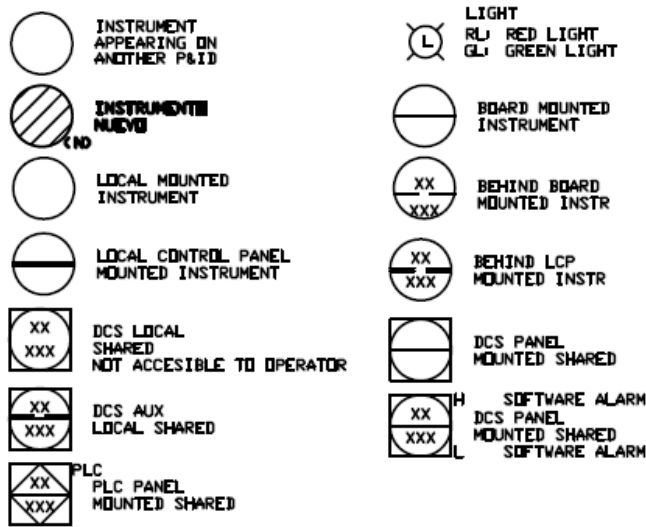 INSTRUMENT
APPEARING ON
ANOTHER P&ID
INSTRUMENTO
NUEVO
(N)
LOCAL MOUNTED
INSTRUMENT
LOCAL CONTROL PANEL
MOUNTED INSTRUMENT
XX
XXX
DCS LOCAL
SHARED
NOT ACCESIBLE TO OPERATOR
XX
XXX
DCS AUX
LOCAL SHARED
PLC
XX
XXX
PLC PANEL
MOUNTED SHARED
LIGHT
L
RL: RED LIGHT
GL: GREEN LIGHT
BOARD MOUNTED
INSTRUMENT
XX
XXX
BEHIND BOARD
MOUNTED INSTR
XX
XXX
BEHIND LCP
MOUNTED INSTR
DCS PANEL
MOUNTED SHARED
H SOFTWARE ALARM
XX
XXX
DCS PANEL
MOUNTED SHARED
L SOFTWARE ALARM